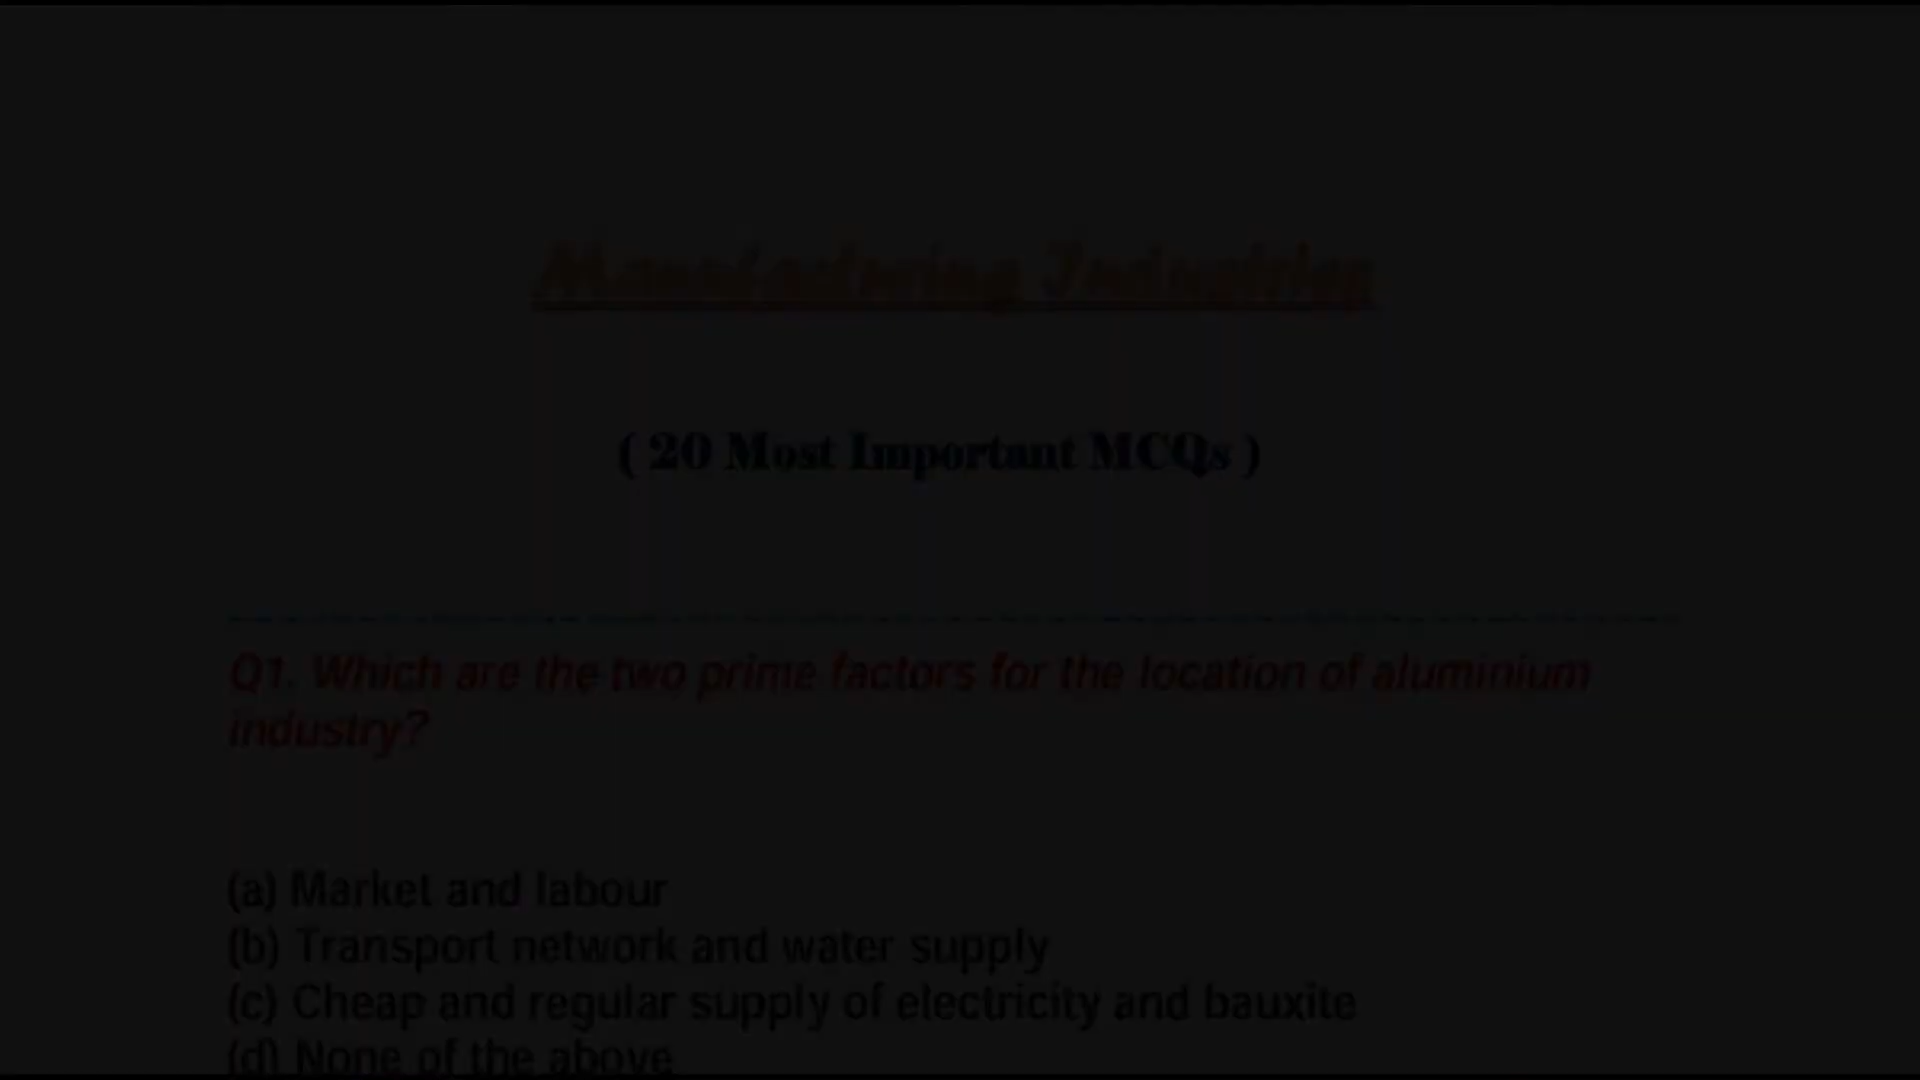 Manufacturing Industries
( 20 Most Important MCQs )
Q1. Which are the two prime factors for the location of aluminium
industry?
(a) Market and labour
(b) Transport network and water supply
(c) Cheap and regular supply of electricity and bauxite
(d) None of the above